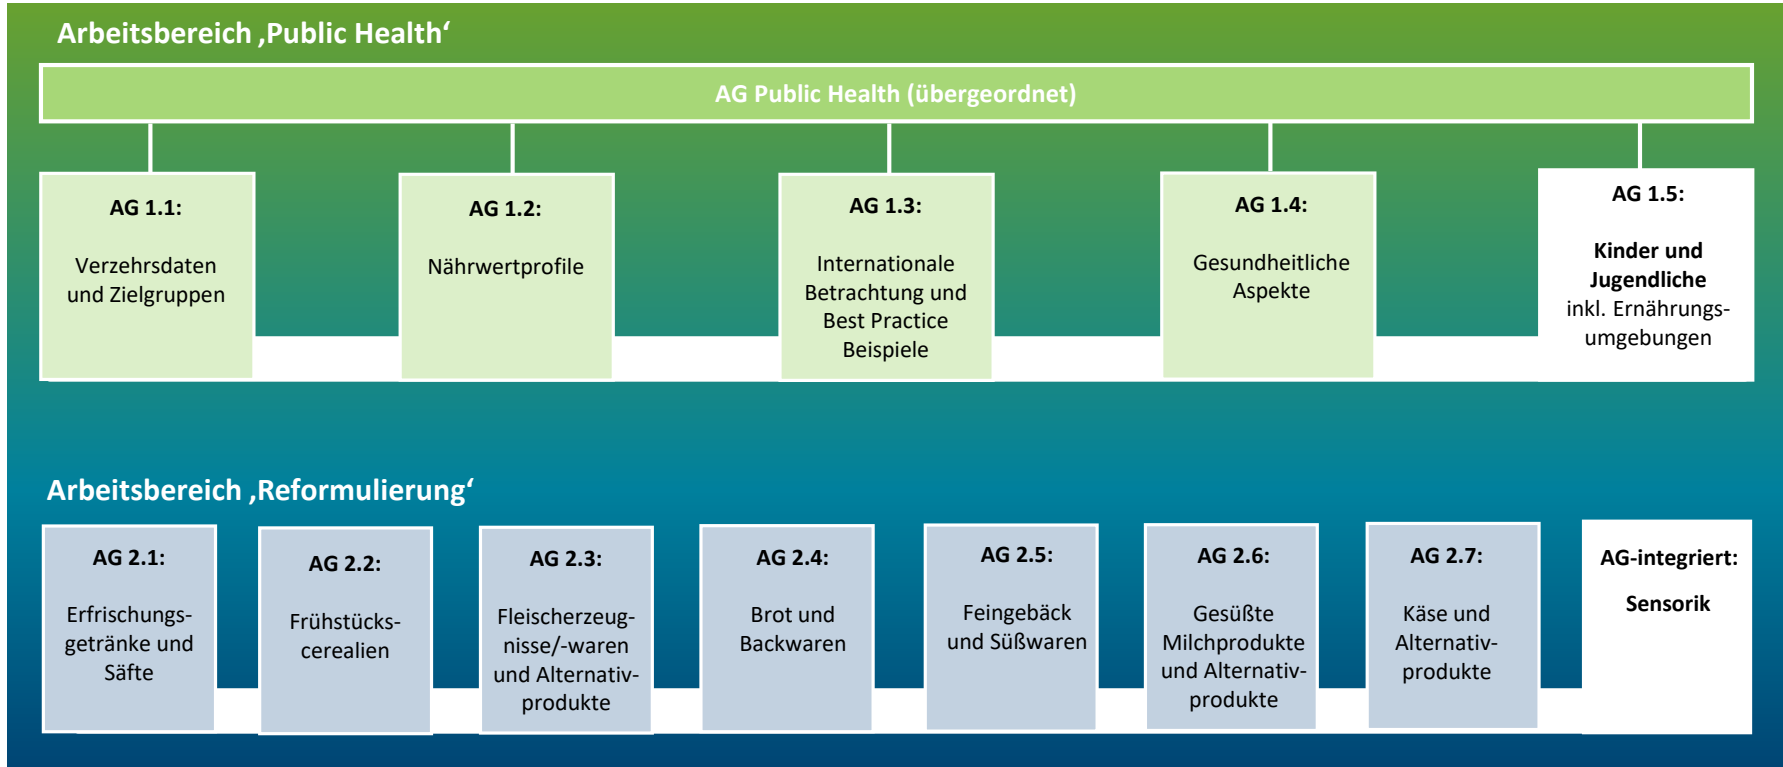 Arbeitsbereich ‚Public Health‘
AG Public Health (übergeordnet)
AG 1.1:
Verzehrsdaten
und Zielgruppen
AG 1.2:
Nährwertprofile
AG 1.3:
Internationale
Betrachtung und
Best Practice
Beispiele
AG 1.4:
Gesundheitliche
Aspekte
AG 1.5:
Kinder und
Jugendliche
inkl. Ernährungs-
umgebungen
Arbeitsbereich ‚Reformulierung‘
AG 2.1:
Erfrischungs-
getränke und
Säfte
AG 2.2:
Frühstücks-
cerealien
AG 2.3:
Fleischerzeug-
nisse/-waren
und Alternativ-
produkte
AG 2.4:
Brot und
Backwaren
AG 2.5:
Feingebäck
und Süßwaren
AG 2.6:
Gesüßte
Milchprodukte
und Alternativ-
produkte
AG 2.7:
Käse und
Alternativ-
produkte
AG-integriert:
Sensorik